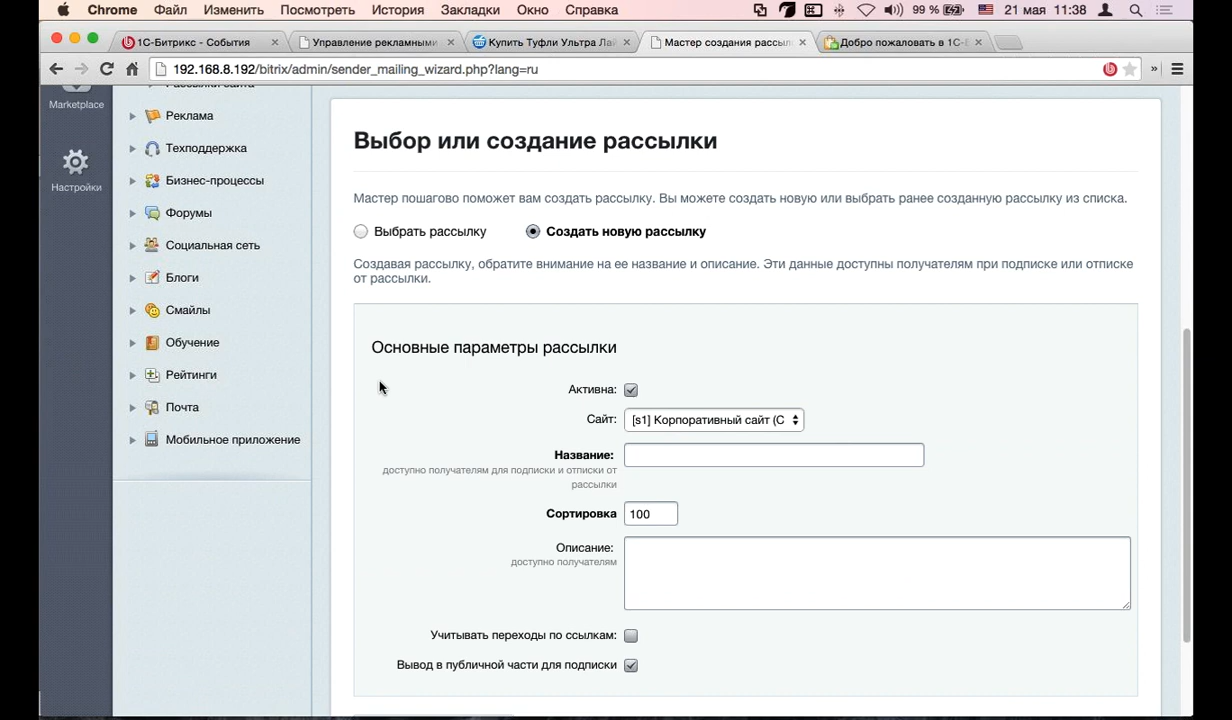 Chrome Файл Изменить Вид История Закладки Окно Справка 99 % 21 мая 11:38
1С-Битрикс - События Управление рекламными Купить Туфли Ультра Ла Мастер создания рассыл Добро пожаловать в 1С-Б
192.168.8.192/bitrix/admin/sender_mailing_wizard.php?lang=ru »
Marketplace
Настройки
Рассылки сайта
Реклама
Техподдержка
Бизнес-процессы
Форумы
Социальная сеть
Блоги
Смайлы
Обучение
Рейтинги
Почта
Мобильное приложение
Выбор или создание рассылки
Мастер пошагово поможет вам создать рассылку. Вы можете создать новую или выбрать ранее созданную рассылку из списка.
Выбрать рассылку Создать новую рассылку
Создавая рассылку, обратите внимание на ее название и описание. Эти данные доступны получателям при подписке или отписке
от рассылки.
Основные параметры рассылки
Активна:
Сайт: [s1] Корпоративный сайт (С
Название:
доступно получателям для подписки и отписки от
рассылки
Сортировка 100
Описание:
доступно получателям
Учитывать переходы по ссылкам:
Вывод в публичной части для подписки